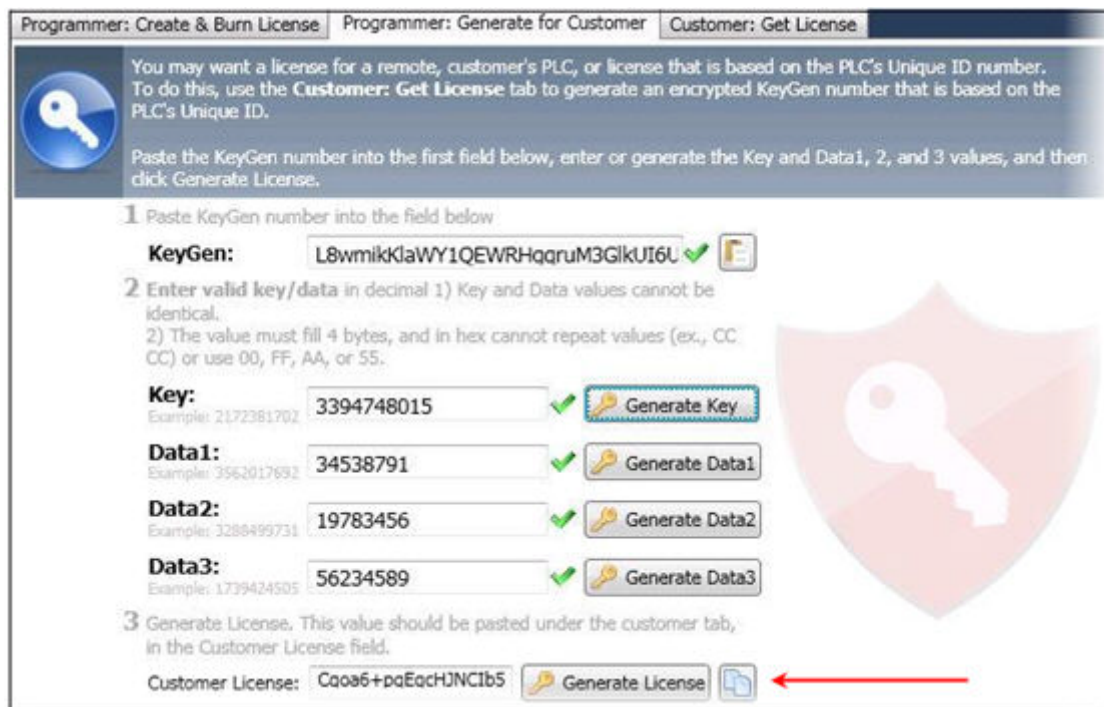 Programmer: Create & Burn License Programmer: Generate for Customer Customer: Get License
You may want a license for a remote, customer's PLC, or license that is based on the PLC's Unique ID number.
To do this, use the Customer: Get License tab to generate an encrypted KeyGen number that is based on the
PLC's Unique ID.
Paste the KeyGen number into the first field below, enter or generate the Key and Data1, 2, and 3 values, and then
click Generate License.
1 Paste KeyGen number into the field below
KeyGen: L8wmikKlaWY1QEWRHqqruM3GlkUI6U
2 Enter valid key/data in decimal 1) Key and Data values cannot be
identical.
2) The value must fill 4 bytes, and in hex cannot repeat values (ex., CC
CC) or use 00, FF, AA, or 55.
Key: 3394748015 Generate Key
Example: 2172381702
Data1: 34538791 Generate Data1
Example: 3562017692
Data2: 19783456 Generate Data2
Example: 3288499731
Data3: 56234589 Generate Data3
Example: 1739424505
3 Generate License. This value should be pasted under the customer tab,
in the Customer License field.
Customer License: Cqoa6+pqEqcHJNCIb5 Generate License